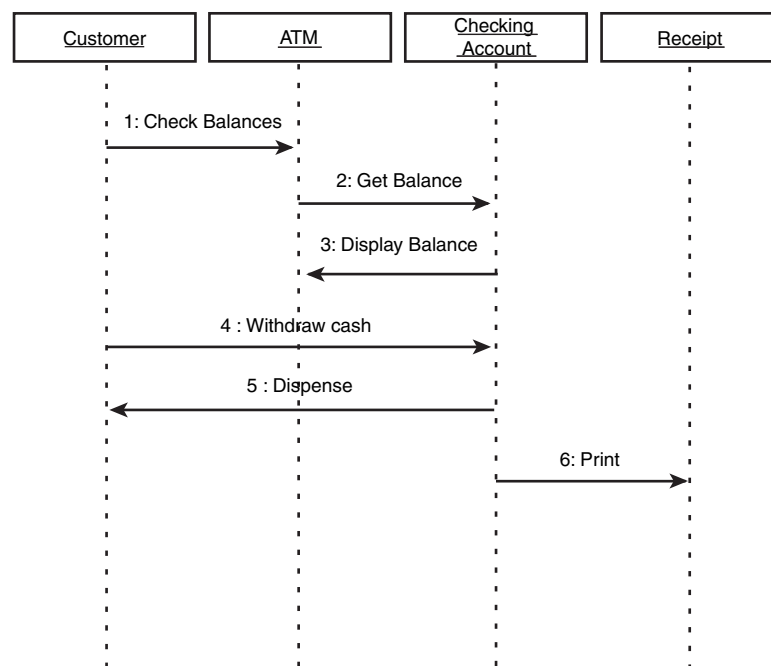 Customer
ATM
Checking
Account
Receipt
1: Check Balances
2: Get Balance
3: Display Balance
4 : Withdraw cash
5 : Dispense
6: Print